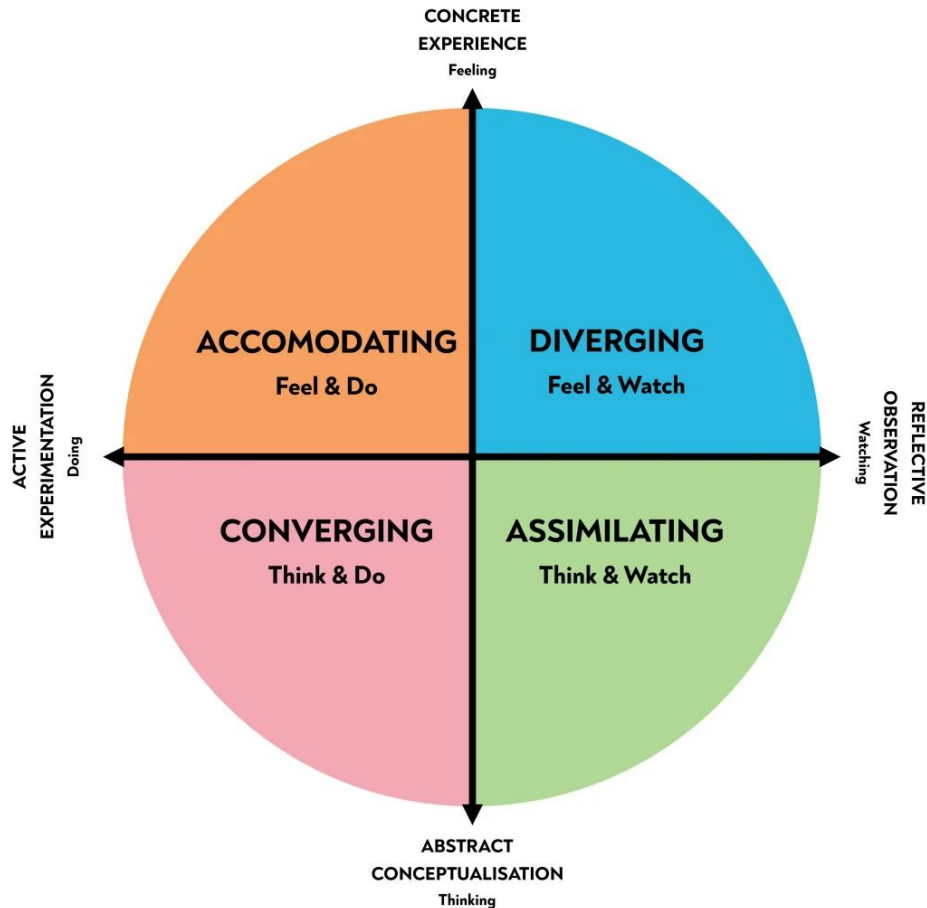 CONCRETE
EXPERIENCE
Feeling
ACCOMODATING
Feel & Do
DIVERGING
Feel & Watch
ACTIVE
EXPERIMENTATION
Doing
REFLECTIVE
OBSERVATION
Watching
CONVERGING
Think & Do
ASSIMILATING
Think & Watch
ABSTRACT
CONCEPTUALISATION
Thinking